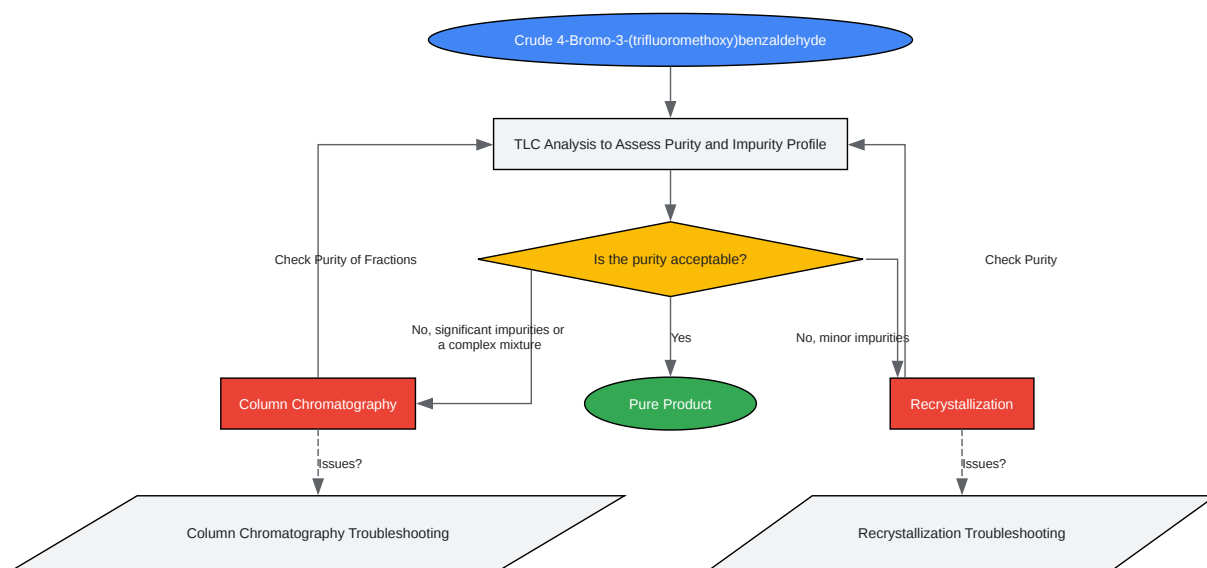 Crude 4-Bromo-3-(trifluoromethoxy)benzaldehyde
TLC Analysis to Assess Purity and Impurity Profile
Check Purity of Fractions
Is the purity acceptable?
Check Purity
No, significant impurities or
a complex mixture
Yes
No, minor impurities
Column Chromatography
Pure Product
Recrystallization
Issues?
Issues?
Column Chromatography Troubleshooting
Recrystallization Troubleshooting